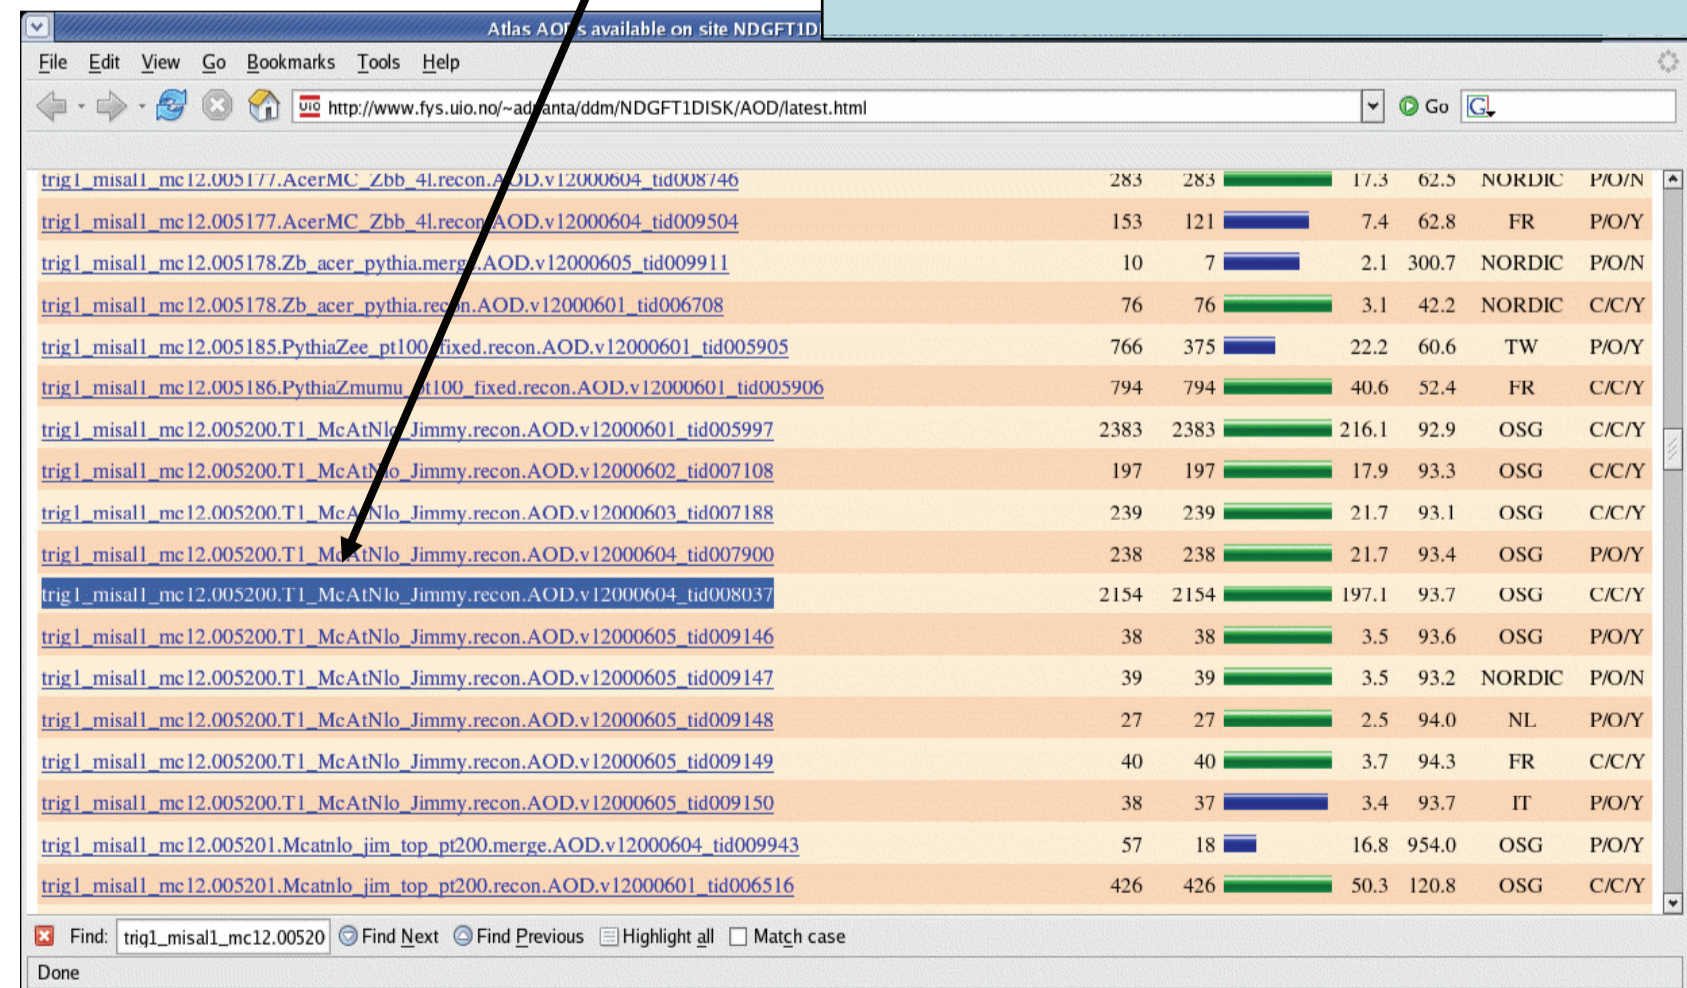 Atlas AODs available on site NDGFT1DI
File Edit View Go Bookmarks Tools Help
uio http://www.fys.uio.no/~adrianta/ddm/NDGFT1DISK/AOD/latest.html Go G
trig1_misal1_mc12.005177.AcerMC_Zbb_4l.recon.AOD.v12000604_tid008746 283 283 17.3 62.5 NORDIC P/O/N
trig1_misal1_mc12.005177.AcerMC_Zbb_4l.recon.AOD.v12000604_tid009504 153 121 7.4 62.8 FR P/O/Y
trig1_misal1_mc12.005178.Zb_acer_pythia.merge.AOD.v12000605_tid009911 10 7 2.1 300.7 NORDIC P/O/N
trig1_misal1_mc12.005178.Zb_acer_pythia.recon.AOD.v12000601_tid006708 76 76 3.1 42.2 NORDIC C/C/Y
trig1_misal1_mc12.005185.PythiaZee_pt100_fixed.recon.AOD.v12000601_tid005905 766 375 22.2 60.6 TW P/O/Y
trig1_misal1_mc12.005186.PythiaZmumu_pt100_fixed.recon.AOD.v12000601_tid005906 794 794 40.6 52.4 FR C/C/Y
trig1_misal1_mc12.005200.T1_McAtNlo_Jimmy.recon.AOD.v12000601_tid005997 2383 2383 216.1 92.9 OSG C/C/Y
trig1_misal1_mc12.005200.T1_McAtNlo_Jimmy.recon.AOD.v12000602_tid007108 197 197 17.9 93.3 OSG C/C/Y
trig1_misal1_mc12.005200.T1_McAtNlo_Jimmy.recon.AOD.v12000603_tid007188 239 239 21.7 93.1 OSG C/C/Y
trig1_misal1_mc12.005200.T1_McAtNlo_Jimmy.recon.AOD.v12000604_tid007900 238 238 21.7 93.4 OSG P/O/Y
trig1_misal1_mc12.005200.T1_McAtNlo_Jimmy.recon.AOD.v12000604_tid008037 2154 2154 197.1 93.7 OSG C/C/Y
trig1_misal1_mc12.005200.T1_McAtNlo_Jimmy.recon.AOD.v12000605_tid009146 38 38 3.5 93.6 OSG P/O/Y
trig1_misal1_mc12.005200.T1_McAtNlo_Jimmy.recon.AOD.v12000605_tid009147 39 39 3.5 93.2 NORDIC P/O/N
trig1_misal1_mc12.005200.T1_McAtNlo_Jimmy.recon.AOD.v12000605_tid009148 27 27 2.5 94.0 NL P/O/Y
trig1_misal1_mc12.005200.T1_McAtNlo_Jimmy.recon.AOD.v12000605_tid009149 40 40 3.7 94.3 FR C/C/Y
trig1_misal1_mc12.005200.T1_McAtNlo_Jimmy.recon.AOD.v12000605_tid009150 38 37 3.4 93.7 IT P/O/Y
trig1_misal1_mc12.005201.Mcatnlo_jim_top_pt200.merge.AOD.v12000604_tid009943 57 18 16.8 954.0 OSG P/O/Y
trig1_misal1_mc12.005201.Mcatnlo_jim_top_pt200.recon.AOD.v12000601_tid006516 426 426 50.3 120.8 OSG C/C/Y
Find: trig1_misal1_mc12.00520 Find Next Find Previous Highlight all Match case
Done